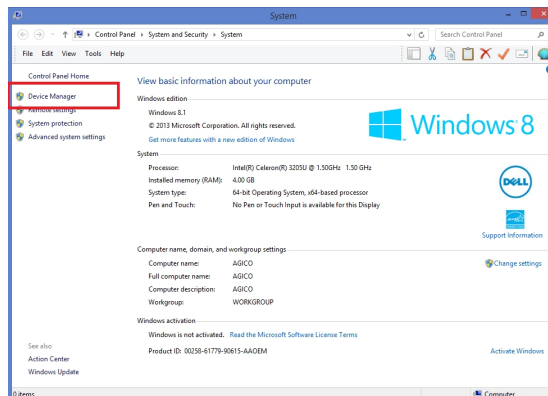 System
Control Panel ▸ System and Security ▸ System
Search Control Panel
File Edit View Tools Help
Control Panel Home
Device Manager
Remote settings
System protection
Advanced system settings
See also
Action Center
Windows Update
View basic information about your computer
Windows edition
Windows 8.1
© 2013 Microsoft Corporation. All rights reserved.
Get more features with a new edition of Windows
Windows 8
System
Processor: Intel(R) Celeron(R) 3205U @ 1.50GHz 1.50 GHz
Installed memory (RAM): 4.00 GB
System type: 64-bit Operating System, x64-based processor
Pen and Touch: No Pen or Touch Input is available for this Display
DELL
Support Information
Computer name, domain, and workgroup settings
Computer name: AGICO
Change settings
Full computer name: AGICO
Computer description: AGICO
Workgroup: WORKGROUP
Windows activation
Windows is not activated. Read the Microsoft Software License Terms
Product ID: 00258-61779-90615-AAOEM
Activate Windows
0 items
Computer